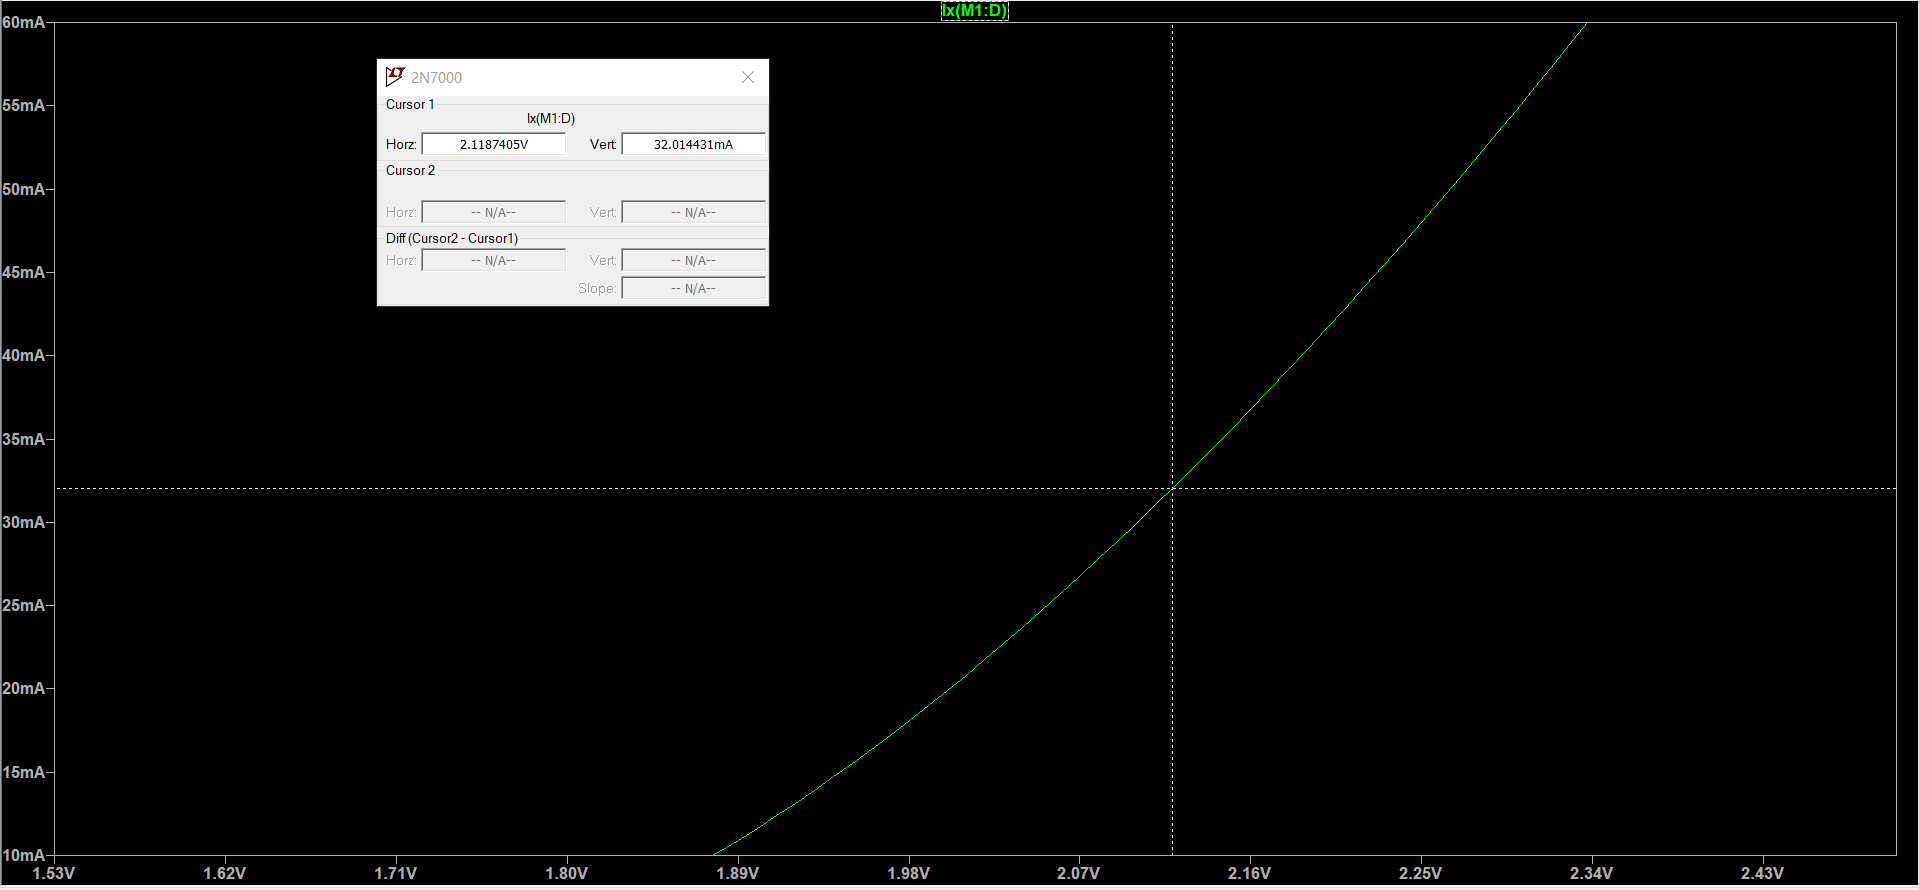 Ix(M1:D)
60mA
55mA
50mA
45mA
40mA
35mA
30mA
25mA
20mA
15mA
10mA
2N7000
Cursor 1
Ix(M1:D)
Horz: 2.1187405V Vert: 32.014431mA
Cursor 2
Horz: -- N/A-- Vert: -- N/A--
Diff (Cursor2 - Cursor1)
Horz: -- N/A-- Vert: -- N/A--
Slope: -- N/A--
1.53V 1.62V 1.71V 1.80V 1.89V 1.98V 2.07V 2.16V 2.25V 2.34V 2.43V